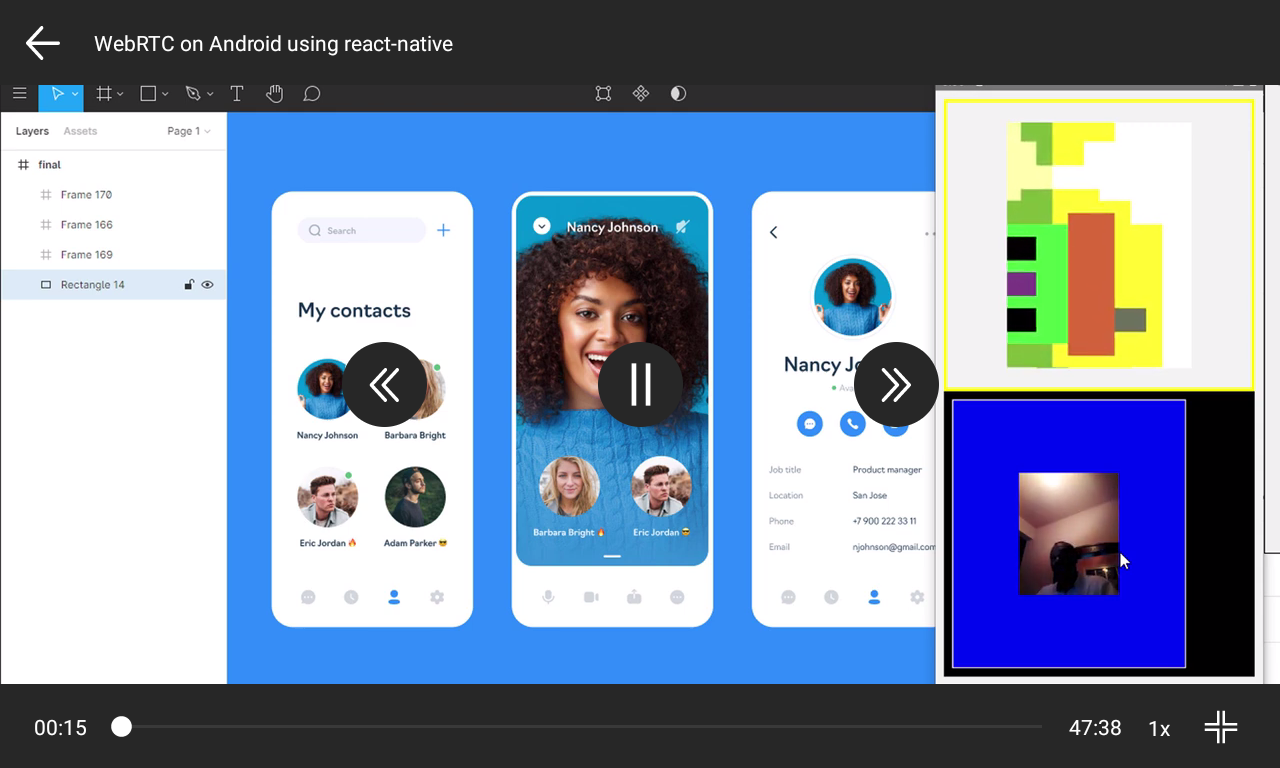 WebRTC on Android using react-native
Layers Assets Page 1
final
Frame 170
Frame 166
Frame 169
Rectangle 14
Search
My contacts
Nancy Johnson Barbara Bright
Eric Jordan 🔥 Adam Parker 😎
Nancy Johnson
Barbara Bright 🔥 Eric Jordan 😎
Nancy Jo
Ava
Job title Product manager
Location San Jose
Phone +7 900 222 33 11
Email njohnson@gmail.com
00:15 47:38 1x